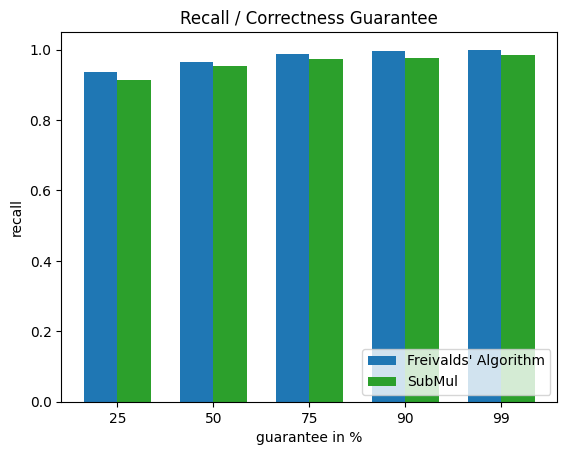 Recall / Correctness Guarantee
recall
1.0
0.8
0.6
0.4
0.2
0.0
25 50 75 90 99
guarantee in %
Freivalds' Algorithm
SubMul